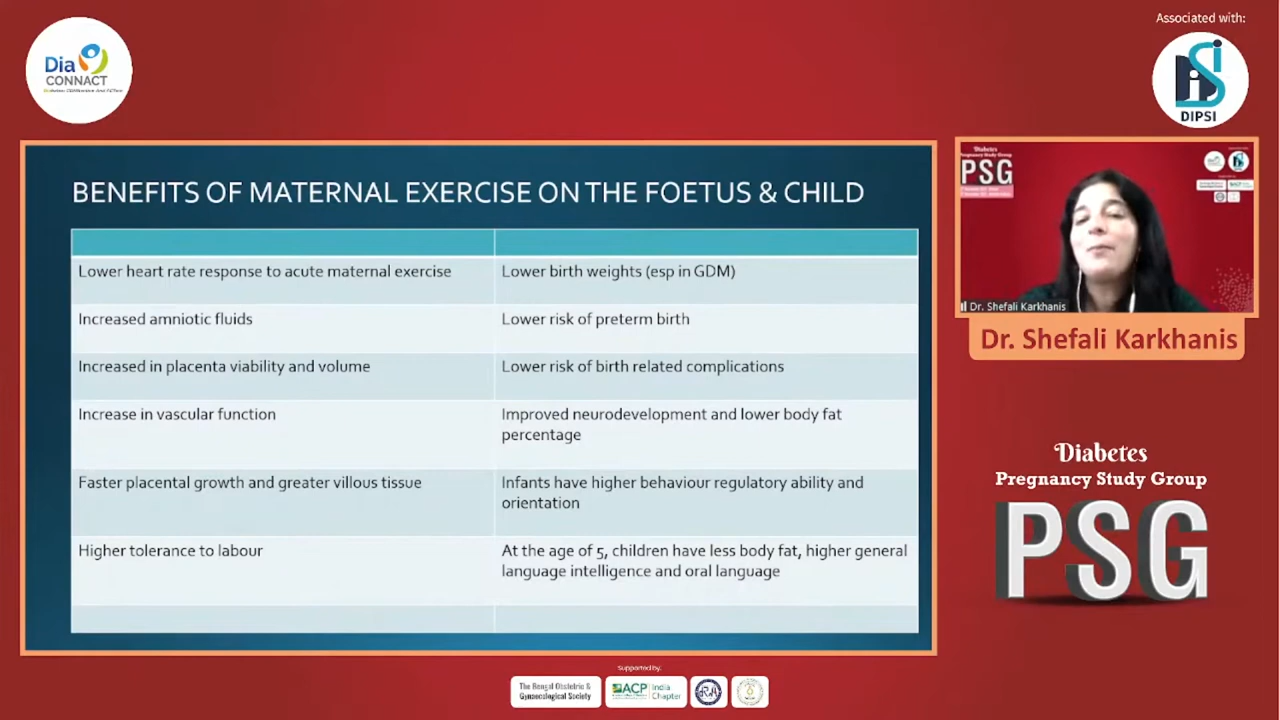 Dia
CONNACT
Associated with:
DIPSI
BENEFITS OF MATERNAL EXERCISE ON THE FOETUS & CHILD
Lower heart rate response to acute maternal exercise
Lower birth weights (esp in GDM)
Increased amniotic fluids
Lower risk of preterm birth
Increased in placenta viability and volume
Lower risk of birth related complications
Increase in vascular function
Improved neurodevelopment and lower body fat
percentage
Faster placental growth and greater villous tissue
Infants have higher behaviour regulatory ability and
orientation
Higher tolerance to labour
At the age of 5, children have less body fat, higher general
language intelligence and oral language
Diabetes
Pregnancy Study Group
PSG
Dr. Shefali Karkhanis
Dr. Shefali Karkhanis
Diabetes
Pregnancy Study Group
PSG
Supported by:
The Bengal Obstetric &
Gynaecological Society
ACP India
Chapter